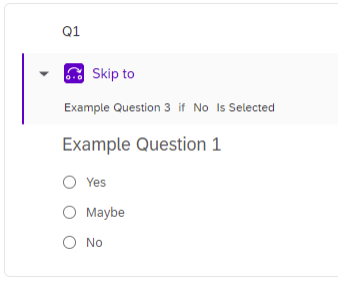 Q1
Skip to
Example Question 3 if No Is Selected
Example Question 1
Yes
Maybe
No